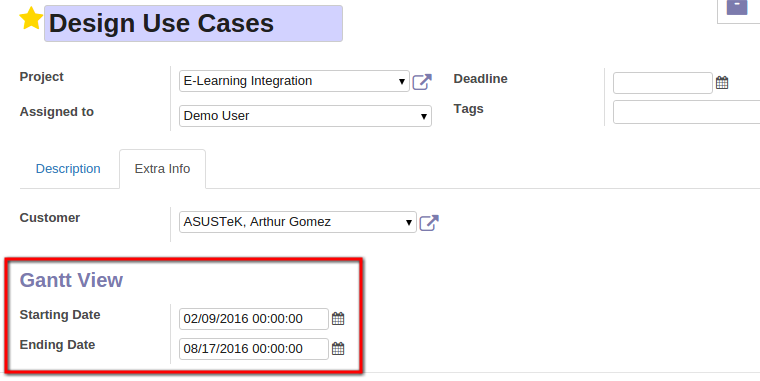 Design Use Cases
Project E-Learning Integration Deadline
Assigned to Demo User Tags
Description Extra Info
Customer ASUSTeK, Arthur Gomez
Gantt View
Starting Date 02/09/2016 00:00:00
Ending Date 08/17/2016 00:00:00